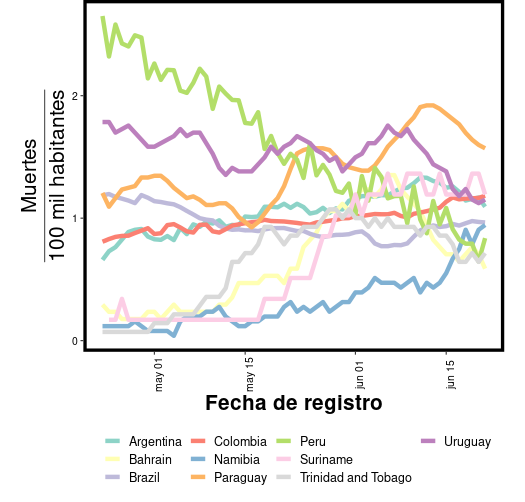 Muertes
100 mil habitantes
2
1
0
may 01
may 15
jun 01
jun 15
Fecha de registro
Argentina
Colombia
Peru
Uruguay
Bahrain
Namibia
Suriname
Brazil
Paraguay
Trinidad and Tobago